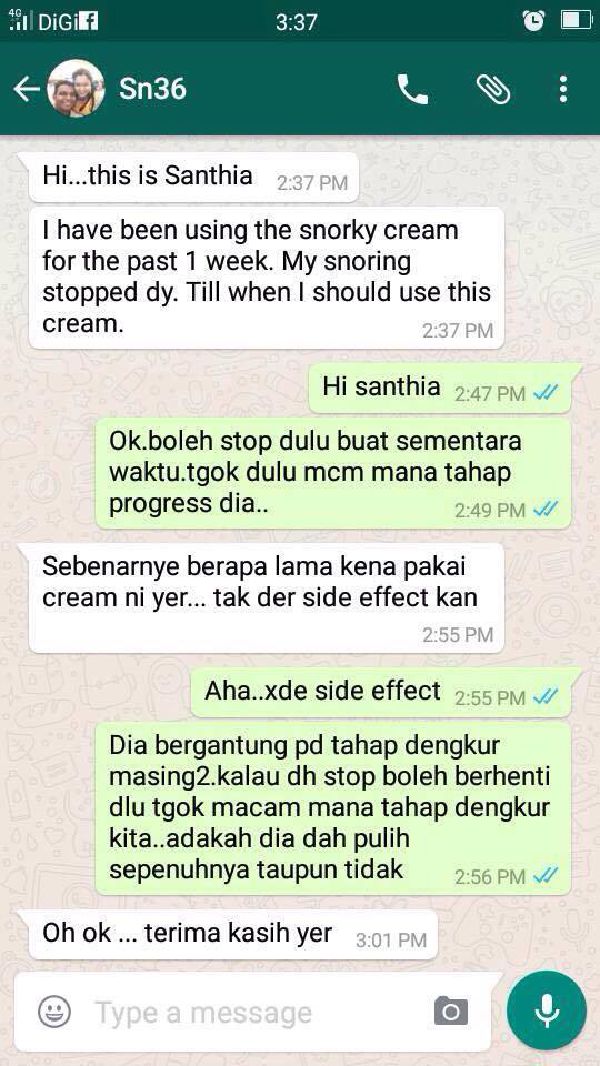 4G DiGi f 3:37
Sn36
Hi...this is Santhia 2:37 PM
I have been using the snorky cream
for the past 1 week. My snoring
stopped dy. Till when I should use this
cream. 2:37 PM
Hi santhia 2:47 PM
Ok.boleh stop dulu buat sementara
waktu.tgok dulu mcm mana tahap
progress dia.. 2:49 PM
Sebenarnye berapa lama kena pakai
cream ni yer... tak der side effect kan
2:55 PM
Aha..xde side effect 2:55 PM
Dia bergantung pd tahap dengkur
masing2.kalau dh stop boleh berhenti
dlu tgok macam mana tahap dengkur
kita..adakah dia dah pulih
sepenuhnya taupun tidak 2:56 PM
Oh ok ... terima kasih yer 3:01 PM
Type a message